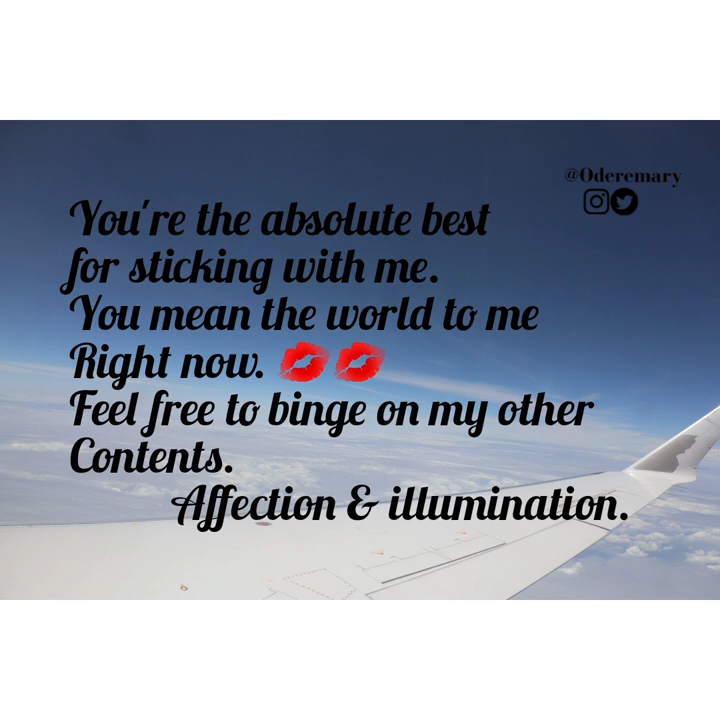 @Oderemary
You're the absolute best
for sticking with me.
You mean the world to me
Right now. 💋💋
Feel free to binge on my other
Contents.
Affection & illumination.